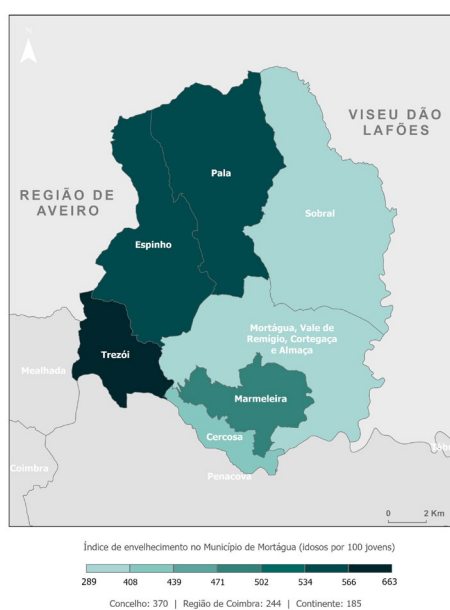 N
VISEU DÃO
LAFÕES
Pala
REGIÃO DE
AVEIRO
Sobral
Espinho
Mortágua, Vale de
Remígio, Cortegaça
e Almaça
Trezói
Mealhada
Marmeleira
Cercosa
Coimbra
Penacova
0 2 Km
Índice de envelhecimento no Município de Mortágua (idosos por 100 jovens)
289 408 439 471 502 534 566 663
Concelho: 370 | Região de Coimbra: 244 | Continente: 185